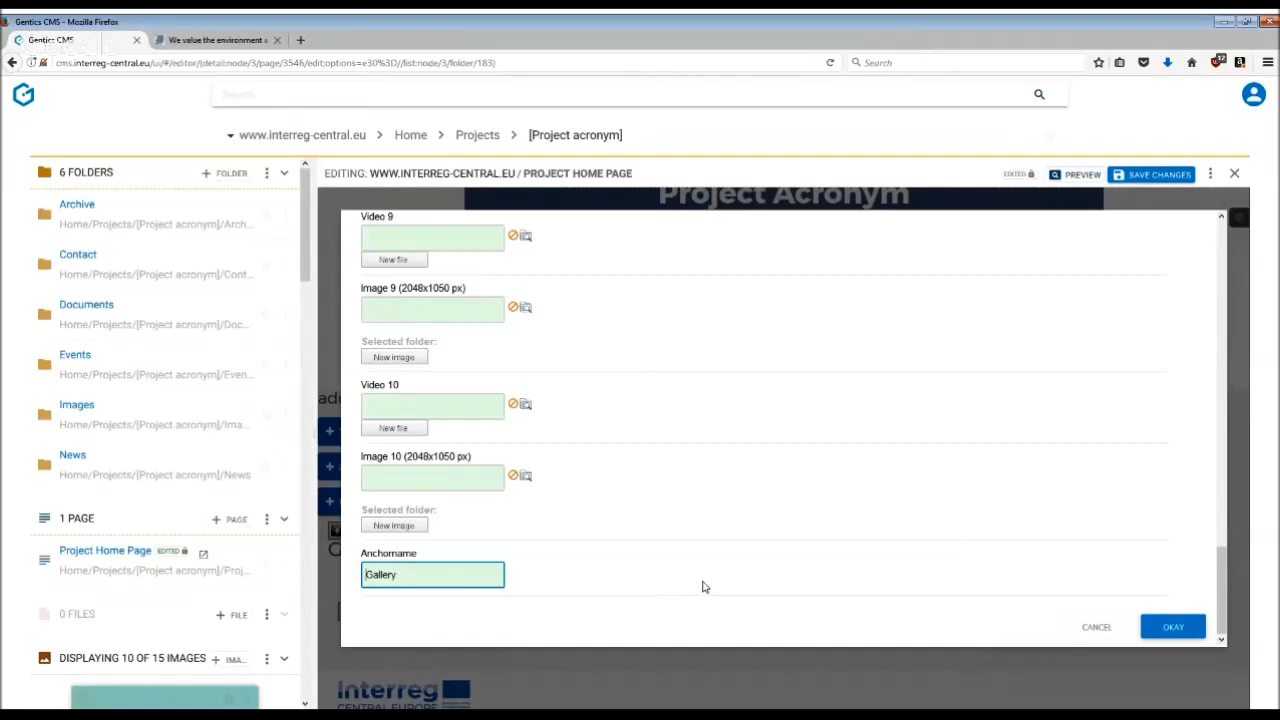 Gentics CMS - Mozilla Firefox
Gentics CMS
We value the environment a
cms.interreg-central.eu/ui/#/editor/(detail:node/3/page/3546/edit;options=e30%3D//list:node/3/folder/183)
Search
12
Search
www.interreg-central.eu > Home > Projects > [Project acronym]
6 FOLDERS
+ FOLDER
Archive
Home/Projects/[Project acronym]/Arch...
Contact
Home/Projects/[Project acronym]/Cont...
Documents
Home/Projects/[Project acronym]/Doc...
Events
Home/Projects/[Project acronym]/Even...
Images
Home/Projects/[Project acronym]/Ima...
News
Home/Projects/[Project acronym]/News
1 PAGE
+ PAGE
Project Home Page EDITED
Home/Projects/[Project acronym]/Proj...
0 FILES
+ FILE
DISPLAYING 10 OF 15 IMAGES
+ IMA...
EDITING: WWW.INTERREG-CENTRAL.EU / PROJECT HOME PAGE
EDITED
PREVIEW
SAVE CHANGES
Project Acronym
Video 9
New file
Image 9 (2048x1050 px)
Selected folder:
New image
Video 10
New file
Image 10 (2048x1050 px)
Selected folder:
New image
Anchorname
Gallery
CANCEL
OKAY
Interreg
CENTRAL EUROPE